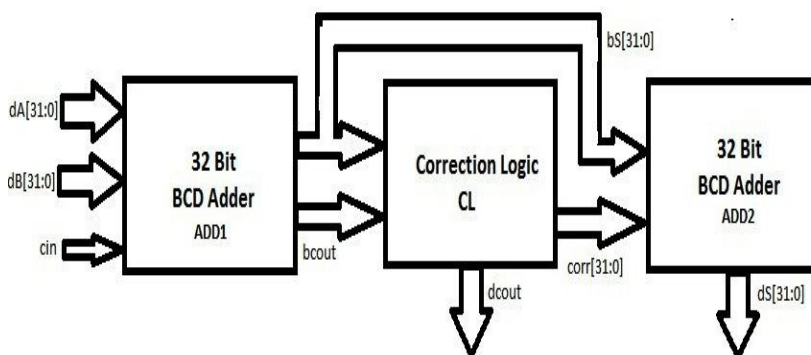 bS[31:0]
dA[31:0]
dB[31:0]
cin
32 Bit
BCD Adder
ADD1
bcout
Correction Logic
CL
dcout
corr[31:0]
32 Bit
BCD Adder
ADD2
dS[31:0]